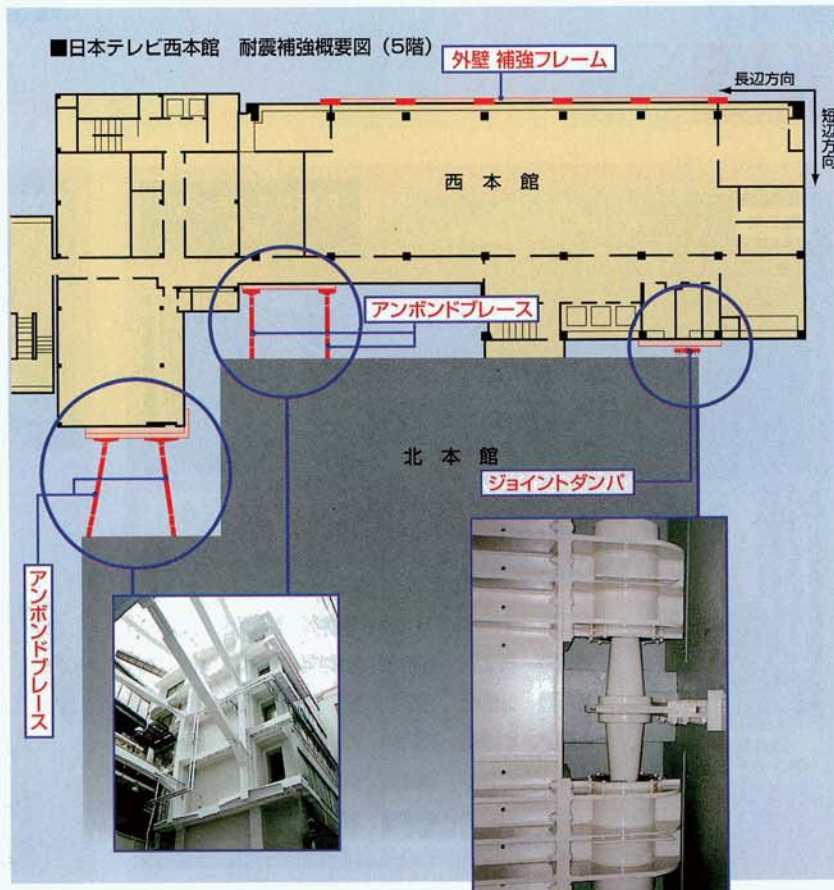 ■日本テレビ西本館 耐震補強概要図(5階)
外壁 補強フレーム
長辺方向
短辺方向
西本館
アンボンドブレース
北本館
ジョイントダンパ
アンボンドブレース